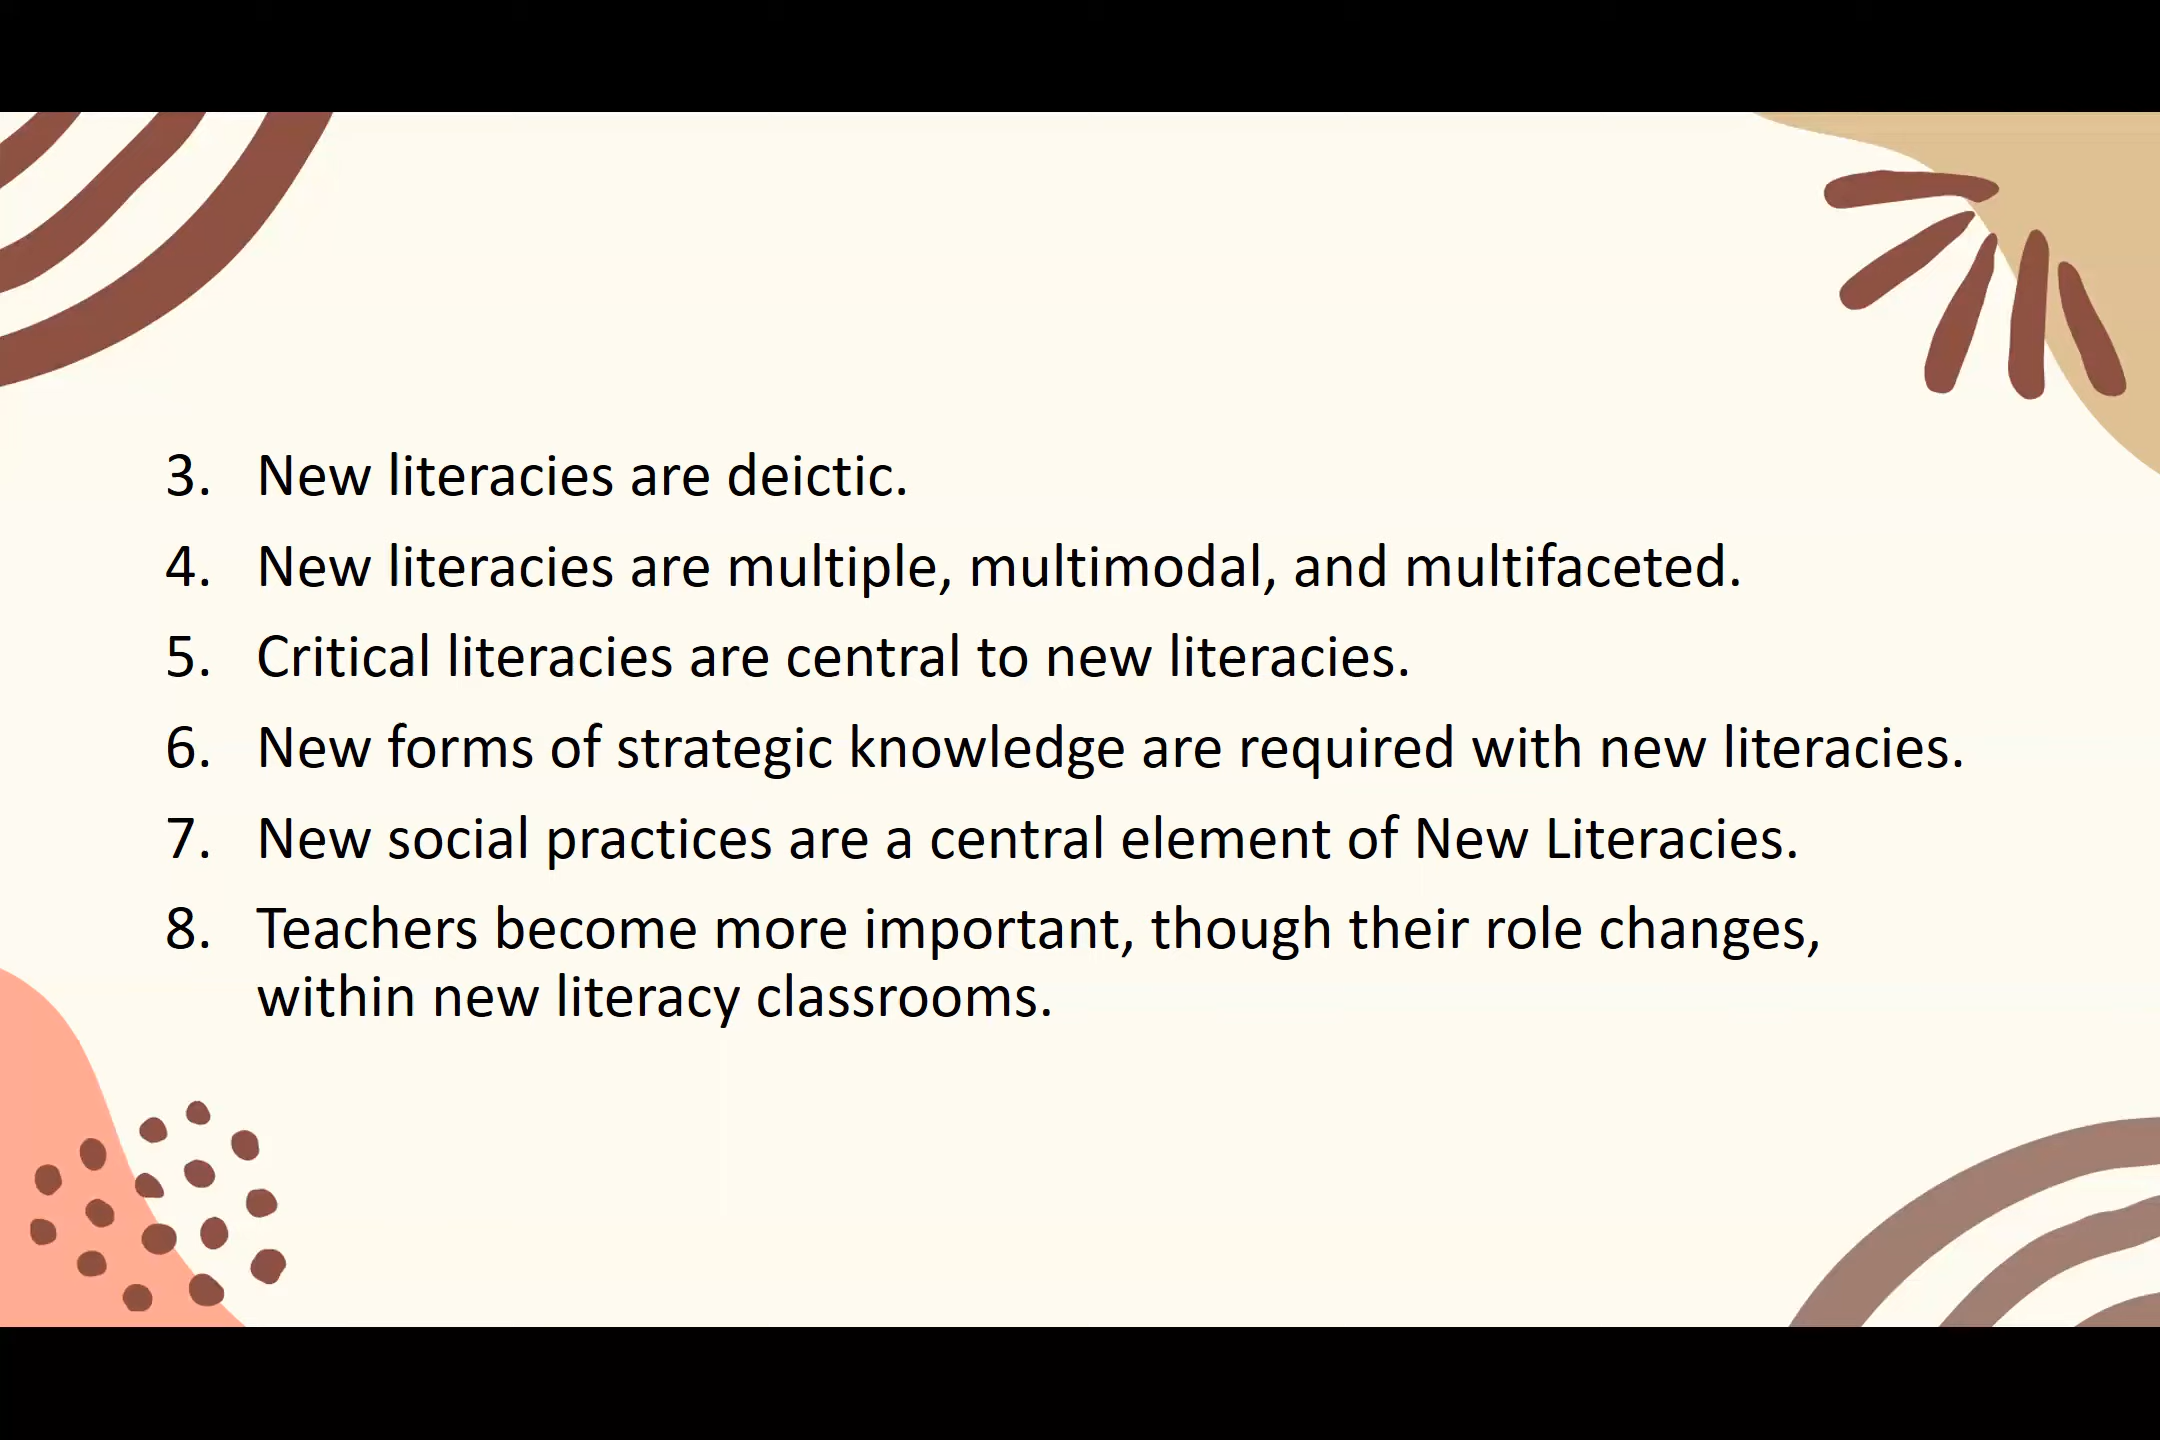 3. New literacies are deictic.
4. New literacies are multiple, multimodal, and multifaceted.
5. Critical literacies are central to new literacies.
6. New forms of strategic knowledge are required with new literacies.
7. New social practices are a central element of New Literacies.
8. Teachers become more important, though their role changes,
within new literacy classrooms.